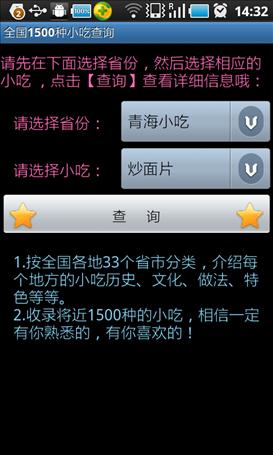 14:32
全国1500种小吃查询
请先在下面选择省份，然后选择相应的
小吃 ，点击【查询】查看详细信息哦：
请选择省份:
青海小吃
请选择小吃:
炒面片
查 询
1.按全国各地33个省市分类，介绍每
个地方的小吃历史、文化、做法、特
色等等。
2.收录将近1500种的小吃，相信一定
有你熟悉的，有你喜欢的！